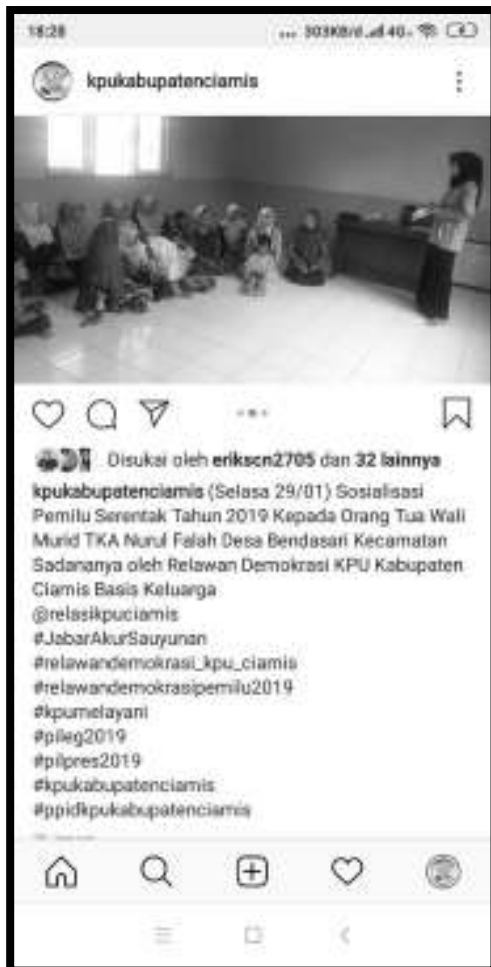 18:28 ... 303KB/d 4G
kpukabupatenciamis
Disukai oleh erikscn2705 dan 32 lainnya
kpukabupatenciamis (Selasa 29/01) Sosialisasi
Pemilu Serentak Tahun 2019 Kepada Orang Tua Wali
Murid TKA Nurul Falah Desa Bendasari Kecamatan
Sadananya oleh Relawan Demokrasi KPU Kabupaten
Ciamis Basis Keluarga
@relasikpuciamis
#JabarAkurSauyunan
#relawandemokrasi_kpu_ciamis
#relawandemokrasipemilu2019
#kpumelayani
#pileg2019
#pilpres2019
#kpukabupatenciamis
#ppidkpukabupatenciamis